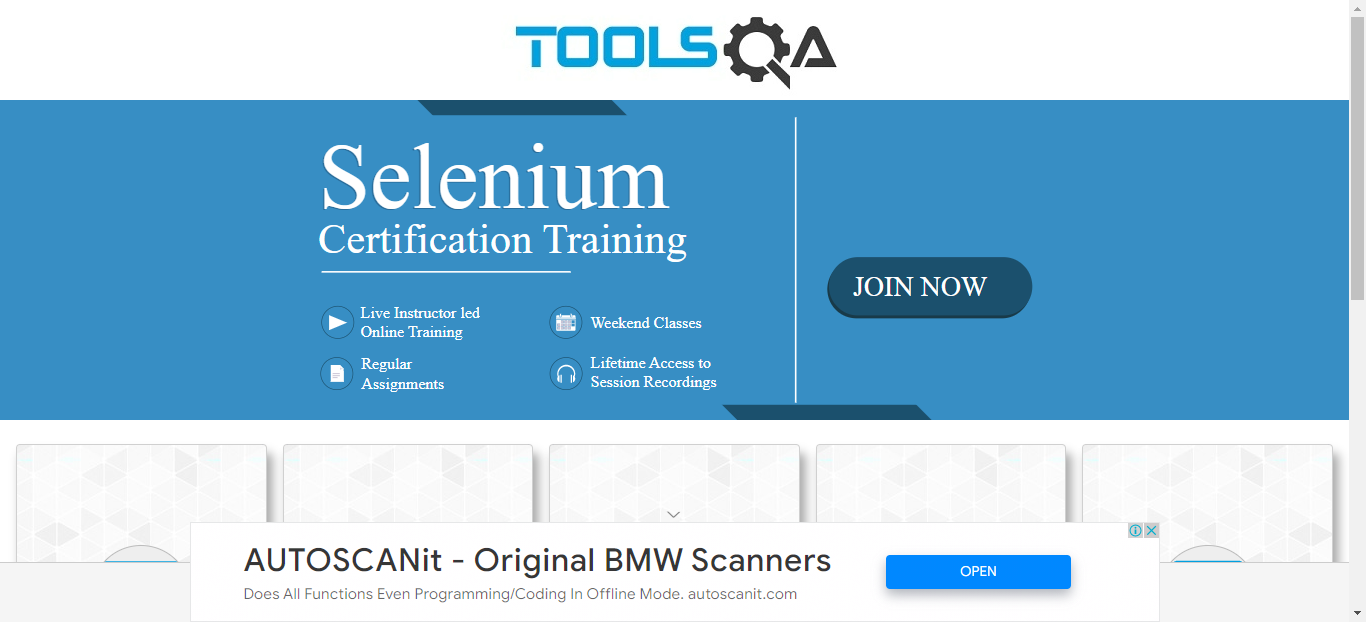 TOOLSQA
Selenium
Certification Training
Live Instructor led
Online Training
Weekend Classes
Regular
Assignments
Lifetime Access to
Session Recordings
JOIN NOW
AUTOSCANit - Original BMW Scanners
Does All Functions Even Programming/Coding In Offline Mode. autoscanit.com
OPEN